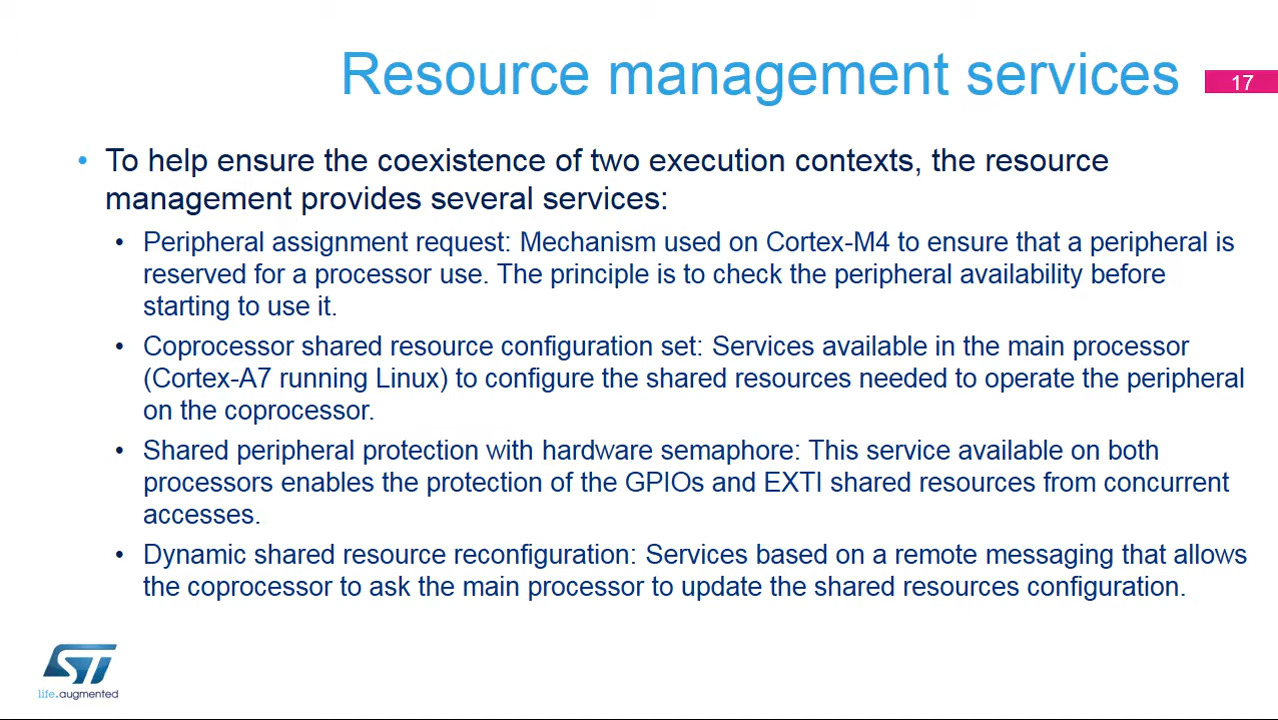 Resource management services
17
• To help ensure the coexistence of two execution contexts, the resource
management provides several services:
• Peripheral assignment request: Mechanism used on Cortex-M4 to ensure that a peripheral is
reserved for a processor use. The principle is to check the peripheral availability before
starting to use it.
• Coprocessor shared resource configuration set: Services available in the main processor
(Cortex-A7 running Linux) to configure the shared resources needed to operate the peripheral
on the coprocessor.
• Shared peripheral protection with hardware semaphore: This service available on both
processors enables the protection of the GPIOs and EXTI shared resources from concurrent
accesses.
• Dynamic shared resource reconfiguration: Services based on a remote messaging that allows
the coprocessor to ask the main processor to update the shared resources configuration.
ST
life.augmented